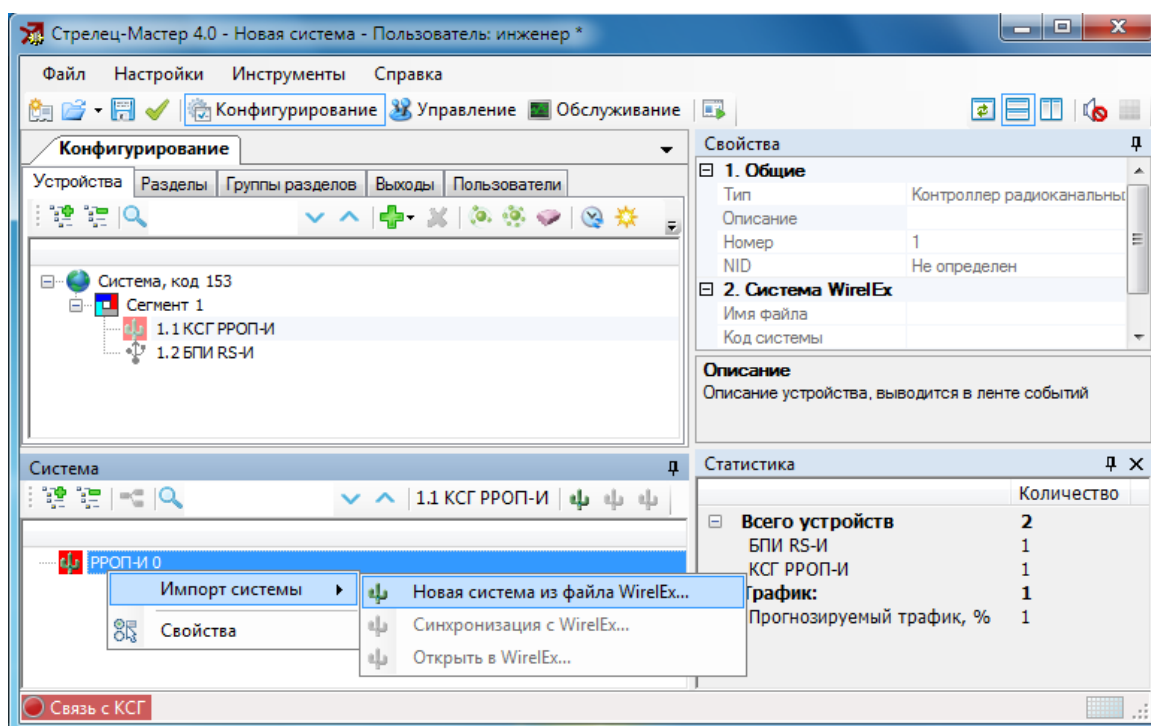 Стрелец-Мастер 4.0 - Новая система - Пользователь: инженер *
Файл Настройки Инструменты Справка
Конфигурирование Управление Обслуживание
Конфигурирование
Устройства Разделы Группы разделов Выходы Пользователи
Система, код 153
Сегмент 1
1.1 КСГ РРОП-И
1.2 БПИ RS-И
Свойства
1. Общие
Тип Контроллер
Описание
Номер 1
NID Не определен
2. Система WirelEx
Имя файла
Код системы
Описание
Описание устройства, выводится в ленте событий
Система
1.1 КСГ РРОП-И
РРОП-И 0
Импорт системы
Свойства
Новая система из файла WirelEx...
Синхронизация с WirelEx...
Открыть в WirelEx...
Статистика
Количество
Всего устройств 2
БПИ RS-И 1
КСГ РРОП-И 1
1
Прогнозируемый трафик, % 1
Связь с КСГ